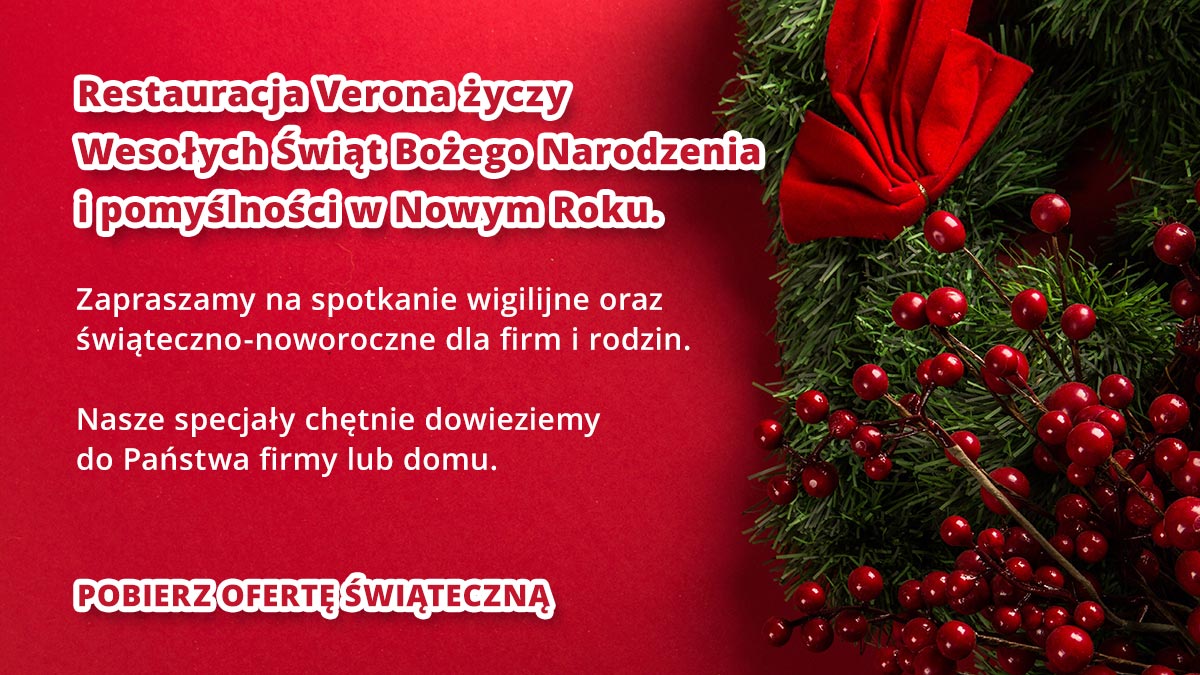 Restauracja Verona życzy
Wesołych Świąt Bożego Narodzenia
i pomyślności w Nowym Roku.
Zapraszamy na spotkanie wigilijne oraz
świąteczno-noworoczne dla firm i rodzin.
Nasze specjały chętnie dowieziemy
do Państwa firmy lub domu.
POBIERZ OFERTĘ ŚWIĄTECZNĄ